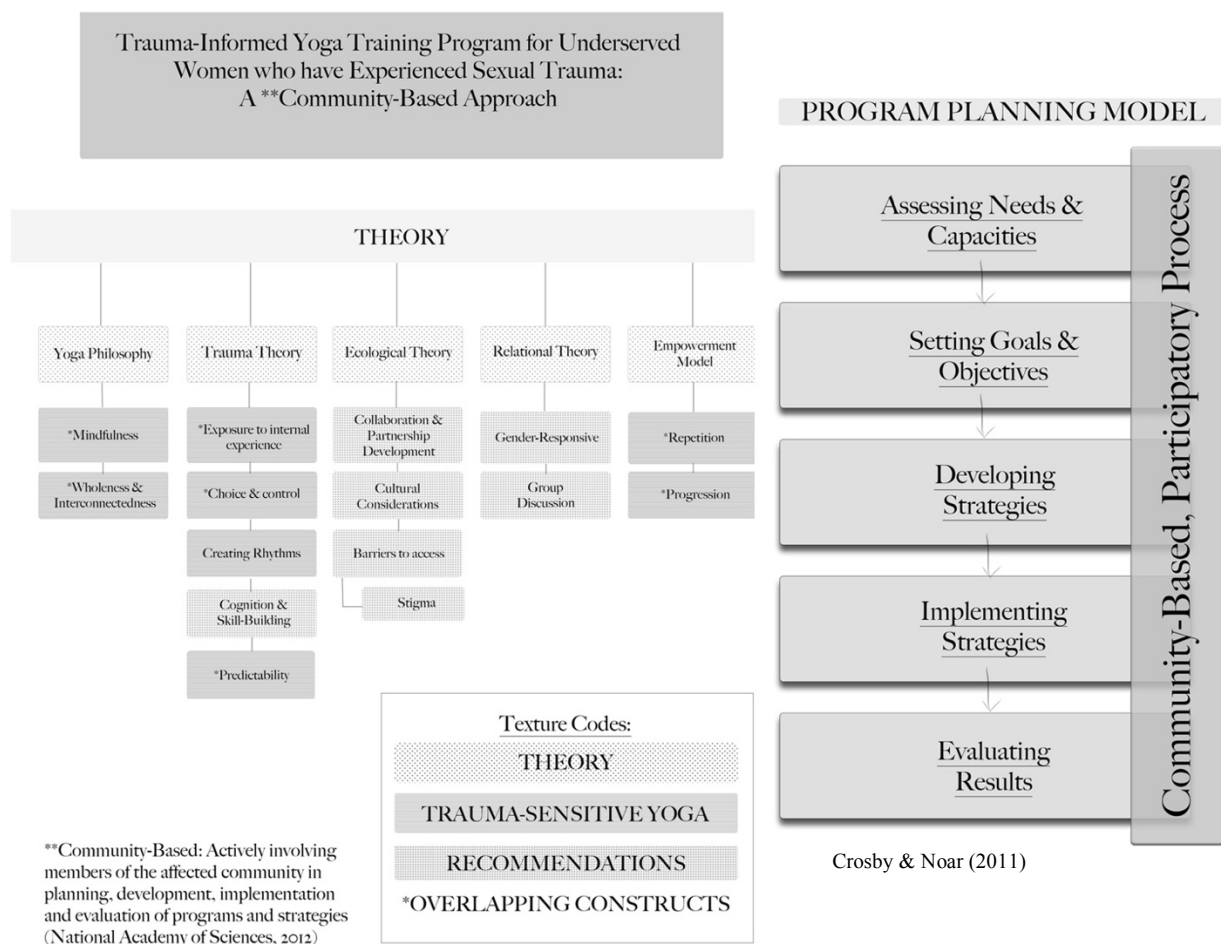 Trauma-Informed Yoga Training Program for Underserved
Women who have Experienced Sexual Trauma:
A **Community-Based Approach
THEORY
Yoga Philosophy
*Mindfulness
*Wholeness &
Interconnectedness
Trauma Theory
*Exposure to internal
experience
*Choice & control
Creating Rhythms
Cognition &
Skill-Building
*Predictability
Ecological Theory
Collaboration &
Partnership
Development
Cultural
Considerations
Barriers to access
Stigma
Relational Theory
Gender-Responsive
Group
Discussion
Empowerment
Model
*Repetition
*Progression
Texture Codes:
THEORY
TRAUMA-SENSITIVE YOGA
RECOMMENDATIONS
*OVERLAPPING CONSTRUCTS
**Community-Based: Actively involving
members of the affected community in
planning, development, implementation
and evaluation of programs and strategies
(National Academy of Sciences, 2012)
PROGRAM PLANNING MODEL
Assessing Needs &
Capacities
Setting Goals &
Objectives
Developing
Strategies
Implementing
Strategies
Evaluating
Results
Community-Based, Participatory Process
Crosby & Noar (2011)